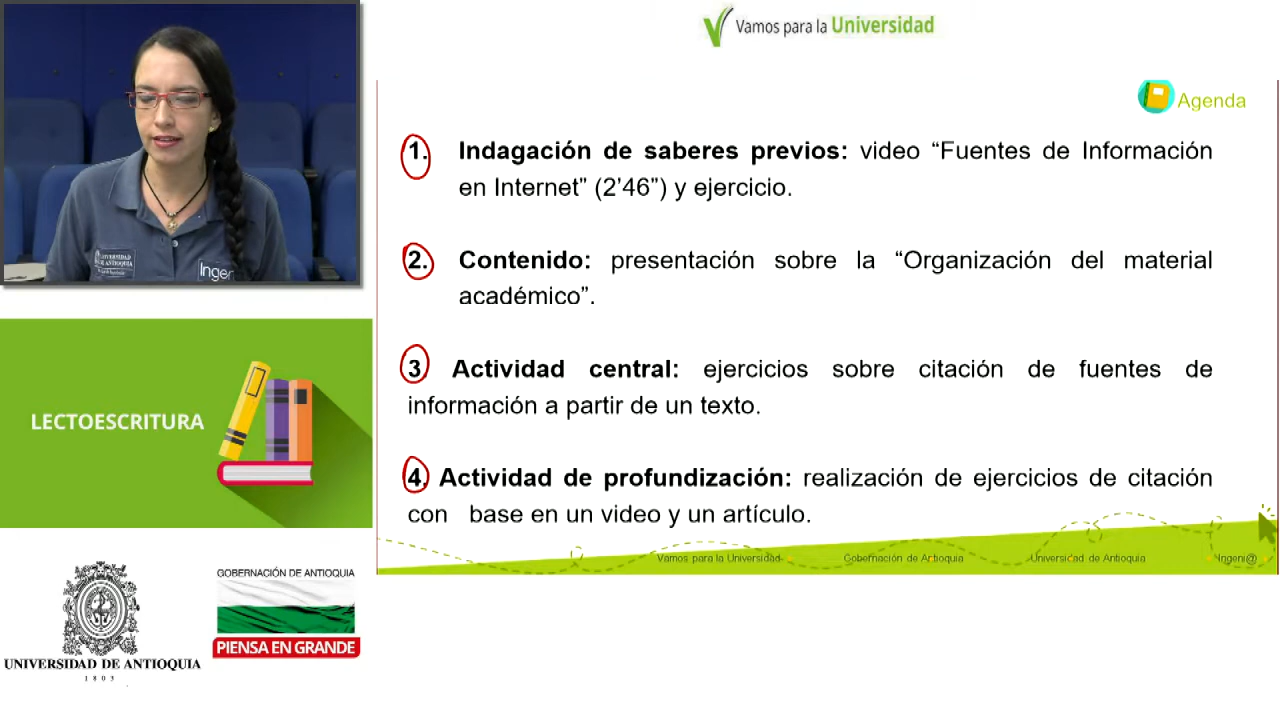 Vamos para la Universidad
Agenda
1. Indagación de saberes previos: video “Fuentes de Información
en Internet” (2’46”) y ejercicio.
2. Contenido: presentación sobre la “Organización del material
académico”.
3 Actividad central: ejercicios sobre citación de fuentes de
información a partir de un texto.
4. Actividad de profundización: realización de ejercicios de citación
con base en un video y un artículo.
Vamos para la Universidad Gobernación de Antioquia Universidad de Antioquia Ingeni@
UNIVERSIDAD
DE ANTIOQUIA
Ingeni
LECTOESCRITURA
UNIVERSIDAD DE ANTIOQUIA
1803
GOBERNACIÓN DE ANTIOQUIA
PIENSA EN GRANDE